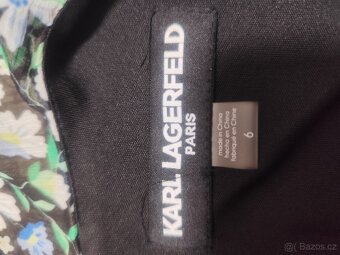 KARL LAGERFELD
PARIS
6
made in China
hecho en China
fabriqué en Chine
Bazos.cz